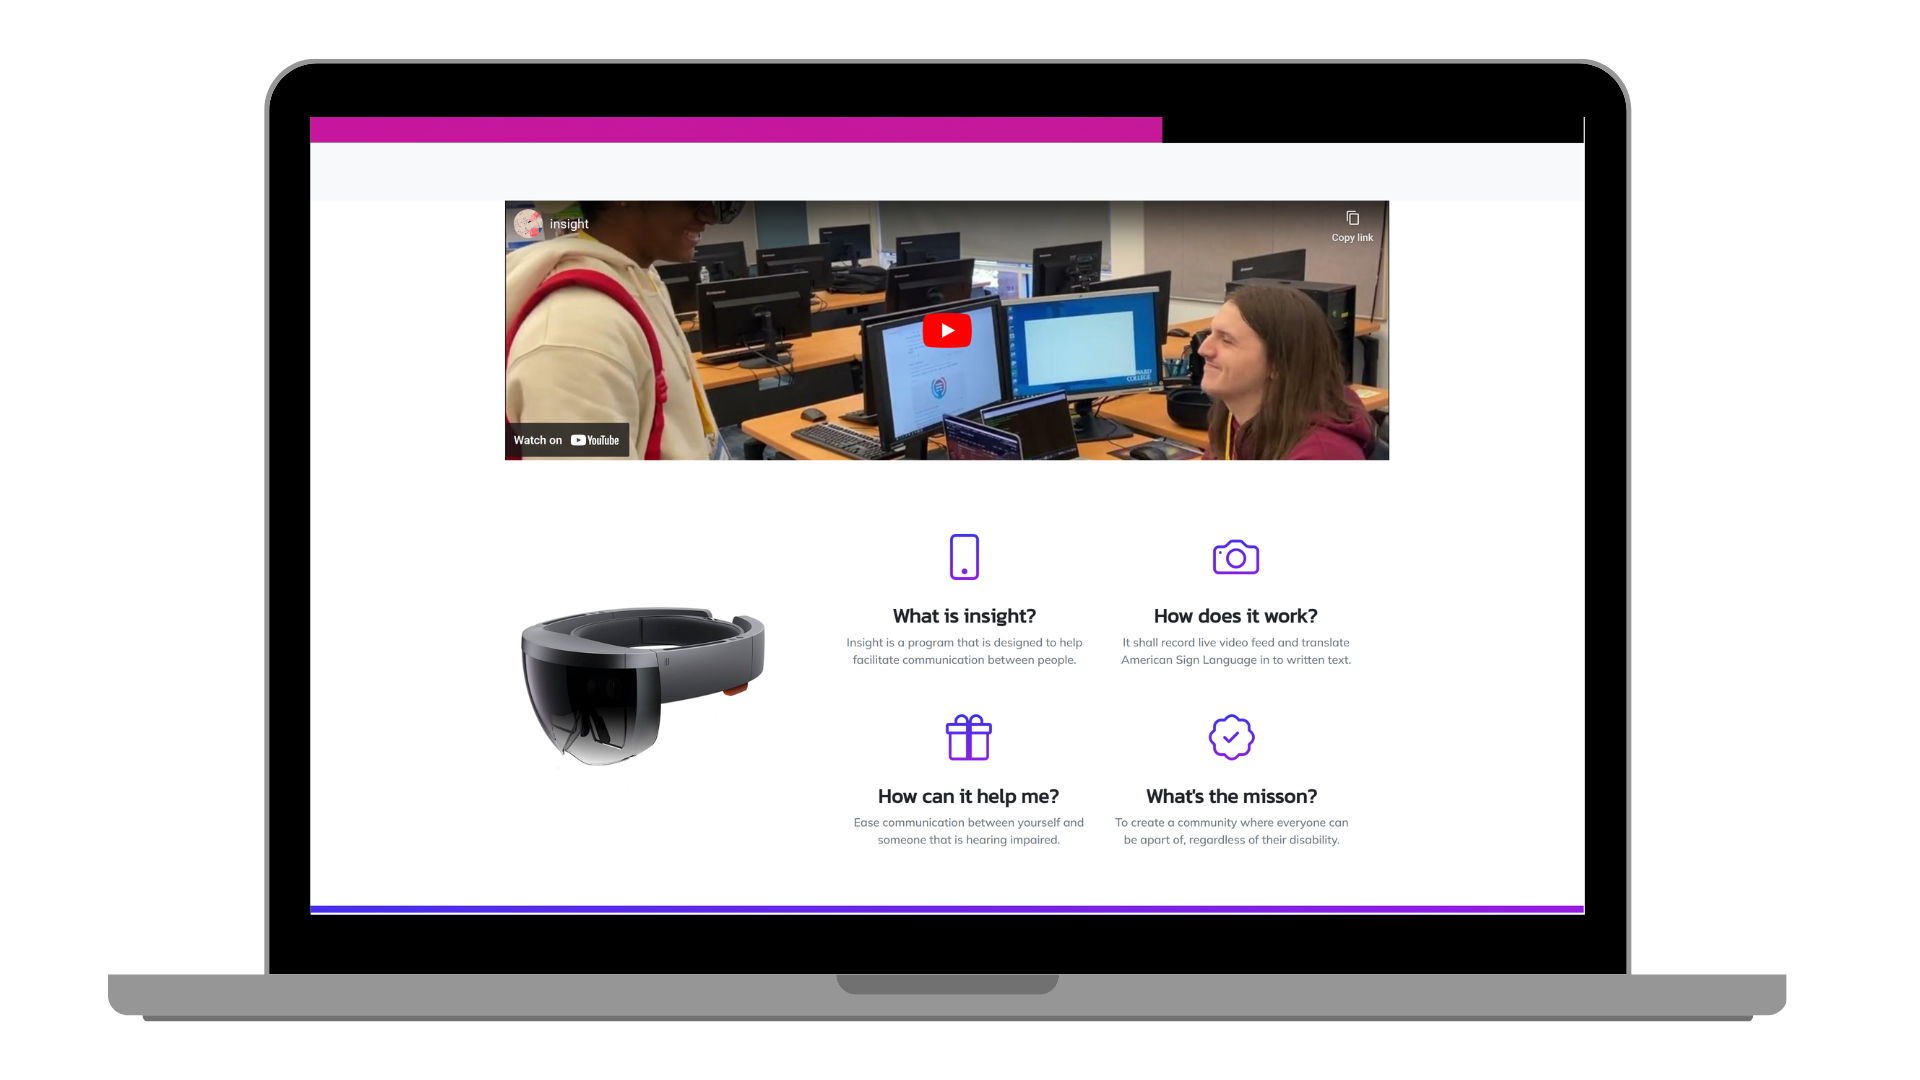 insight
Copy link
WARD
COLLEGE
Watch on YouTube
What is insight?
Insight is a program that is designed to help
facilitate communication between people.
How does it work?
It shall record live video feed and translate
American Sign Language in to written text.
How can it help me?
Ease communication between yourself and
someone that is hearing impaired.
What's the misson?
To create a community where everyone can
be apart of, regardless of their disability.